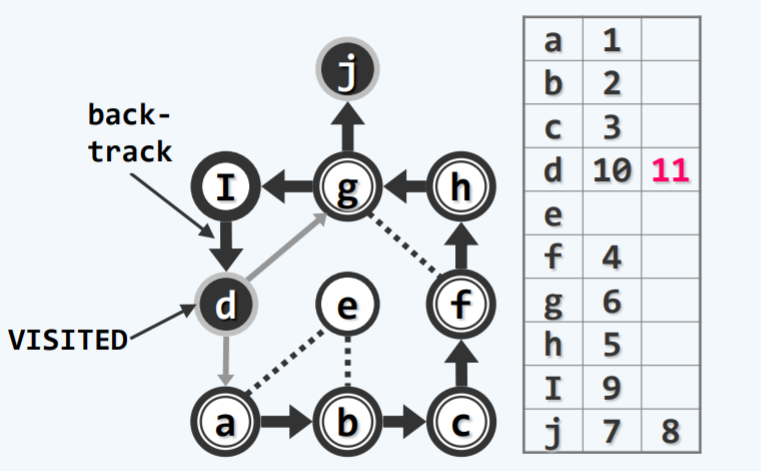 j
back-
track
I g h
d e f
VISITED
a b c
a 1
b 2
c 3
d 10 11
e
f 4
g 6
h 5
I 9
j 7 8